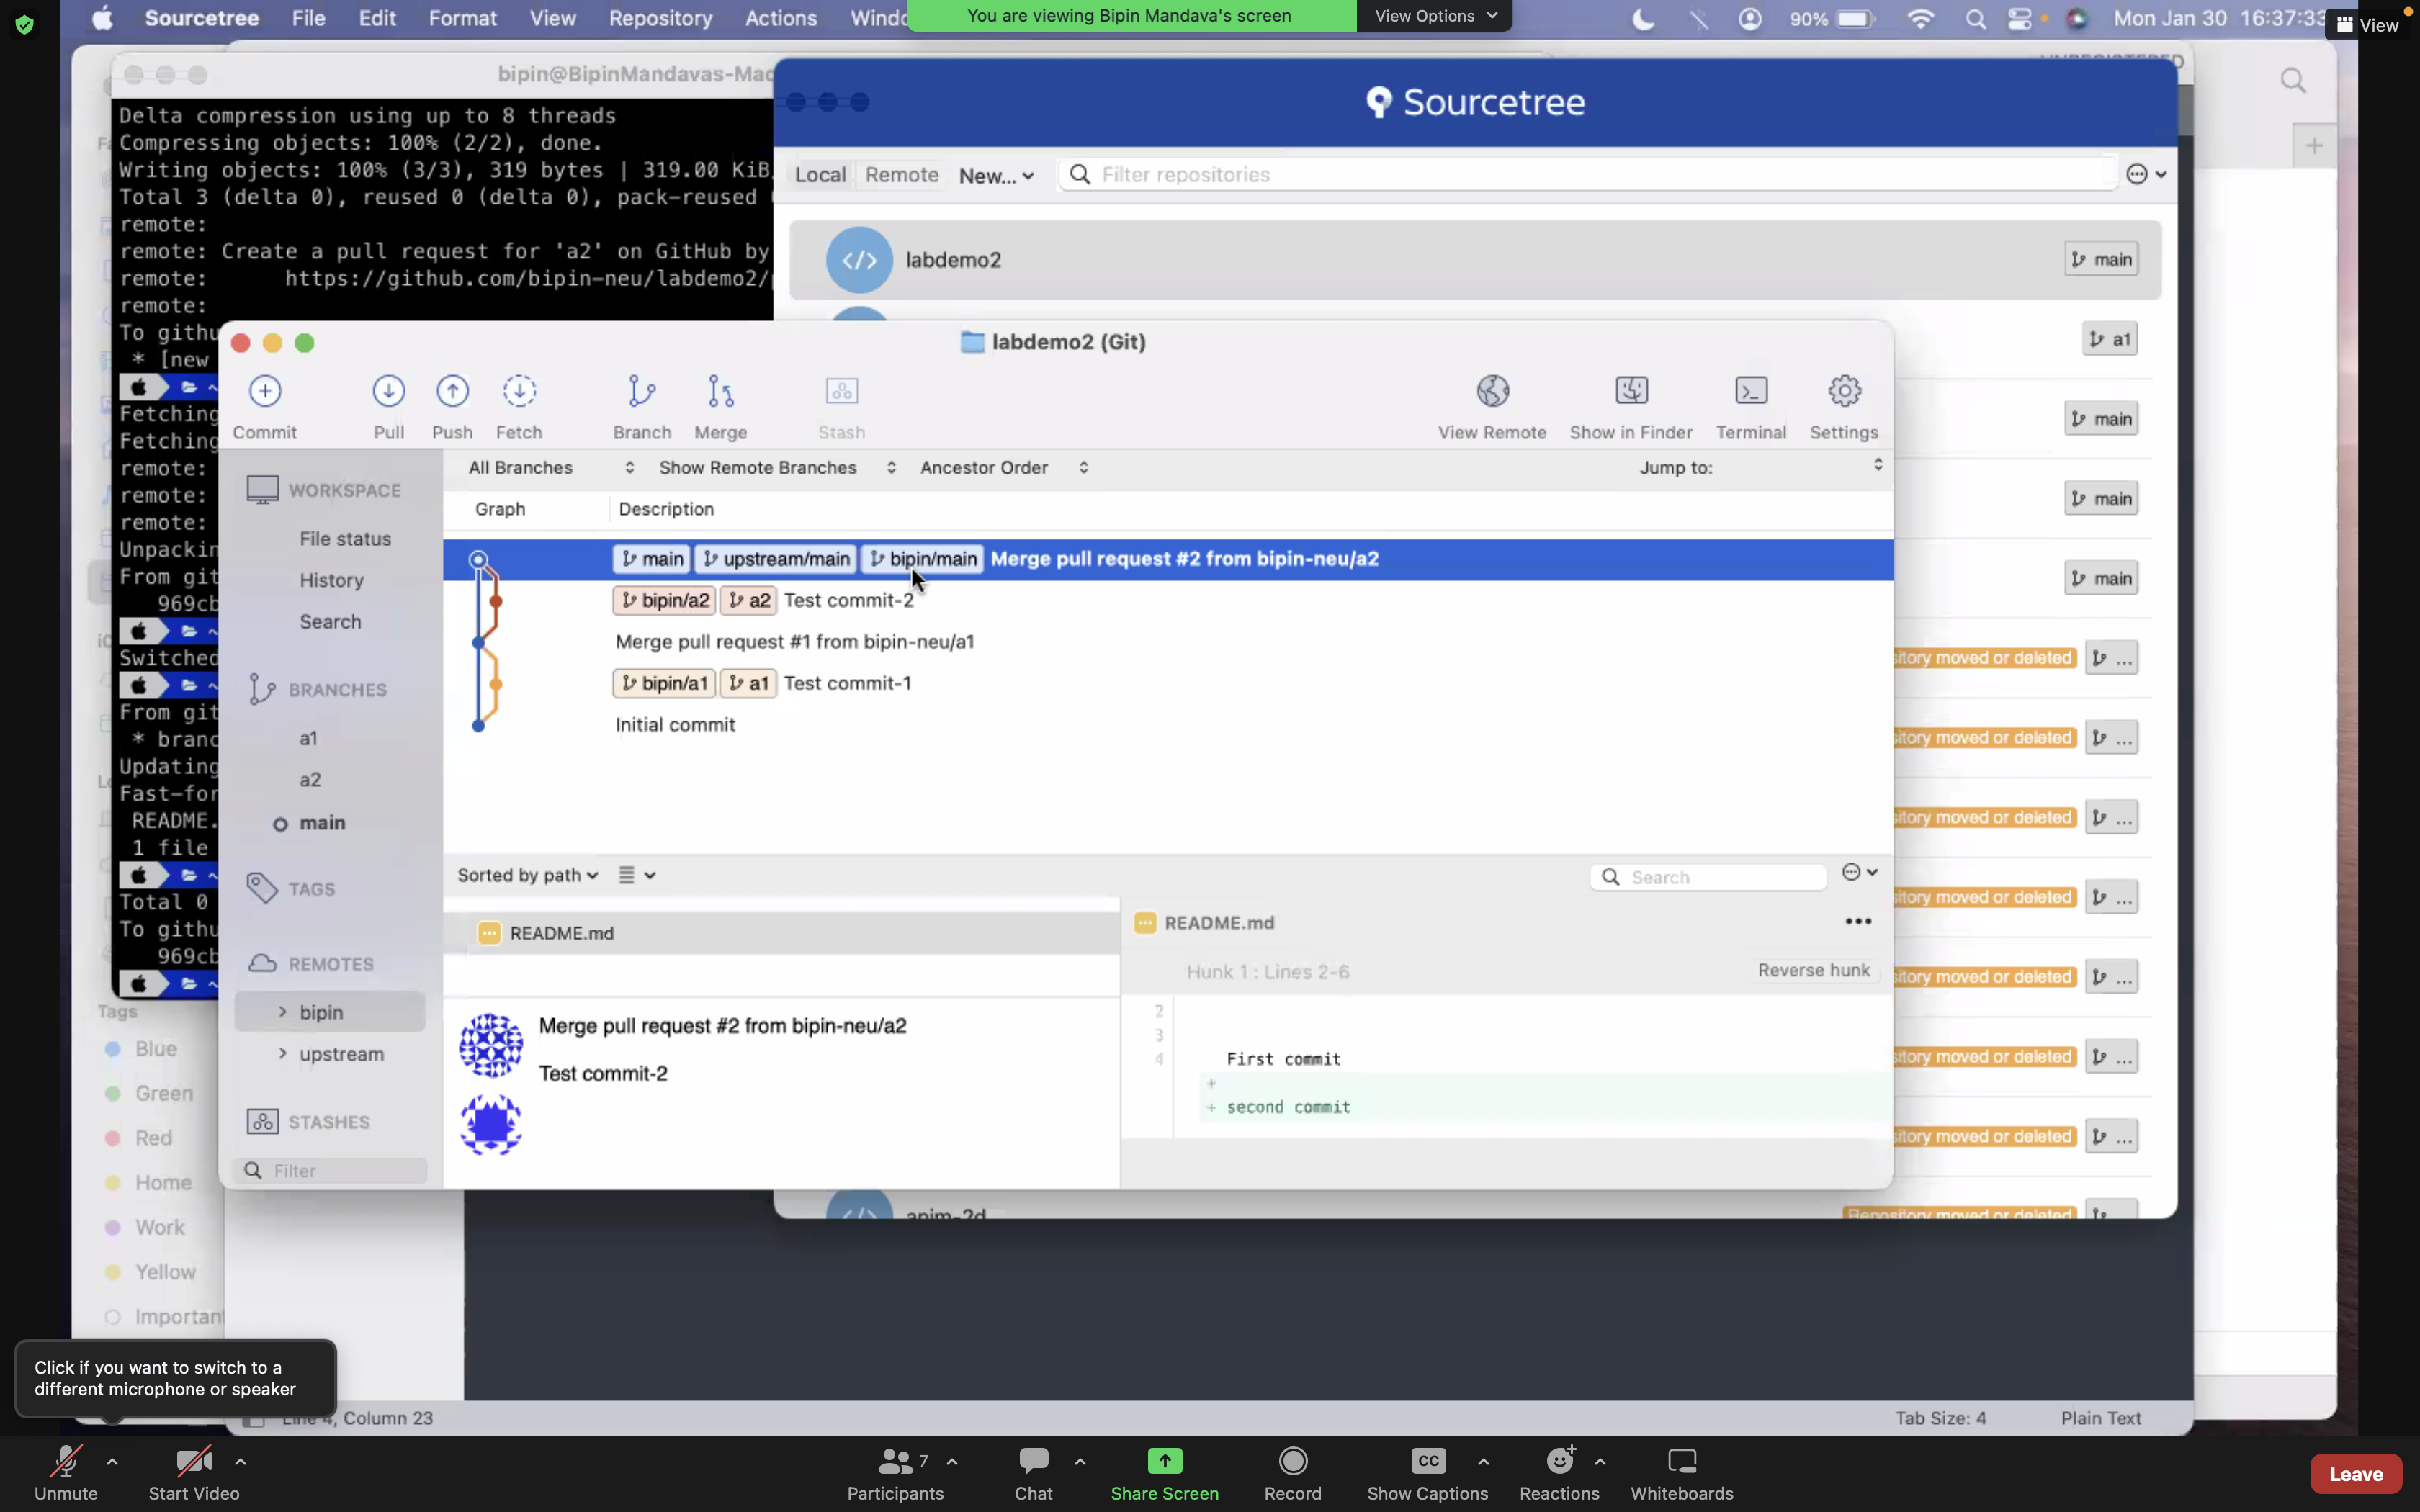 Sourcetree File Edit Format View Repository Actions
You are viewing Bipin Mandava's screen View Options
90% Mon Jan 30 16:37:33
View
bipin@BipinMandavas-Mac
Delta compression using up to 8 threads
Compressing objects: 100% (2/2), done.
Writing objects: 100% (3/3), 319 bytes | 319.00 KiB
Total 3 (delta 0), reused 0 (delta 0), pack-reused
remote:
remote: Create a pull request for 'a2' on GitHub by
remote: https://github.com/bipin-neu/labdemo2/
remote:
To githu
* [new
Fetching
Fetching
remote:
remote:
remote:
Unpackin
From git
969cb
Switched
From git
* branc
Updating
Fast-for
README.
1 file
Total 0
To githu
969cb
Sourcetree
Local Remote New... Filter repositories
labdemo2 main
a1
main
main
main
sitory moved or deleted ...
sitory moved or deleted ...
sitory moved or deleted ...
sitory moved or deleted ...
sitory moved or deleted ...
sitory moved or deleted ...
sitory moved or deleted ...
anim-2d Repository moved or deleted
labdemo2 (Git)
Commit Pull Push Fetch Branch Merge Stash View Remote Show in Finder Terminal Settings
WORKSPACE
File status
History
Search
BRANCHES
a1
a2
main
TAGS
REMOTES
bipin
upstream
STASHES
Filter
All Branches Show Remote Branches Ancestor Order Jump to:
Graph Description
main upstream/main bipin/main Merge pull request #2 from bipin-neu/a2
bipin/a2 a2 Test commit-2
Merge pull request #1 from bipin-neu/a1
bipin/a1 a1 Test commit-1
Initial commit
Sorted by path Search
README.md
Merge pull request #2 from bipin-neu/a2
Test commit-2
README.md
Hunk 1 : Lines 2-6 Reverse hunk
2
3
4 First commit
+
+ second commit
Tags
Blue
Green
Red
Home
Work
Yellow
Important
Click if you want to switch to a
different microphone or speaker
Line 4, Column 23 Tab Size: 4 Plain Text
Unmute Start Video 7 Participants Chat Share Screen Record CC Show Captions Reactions Whiteboards Leave